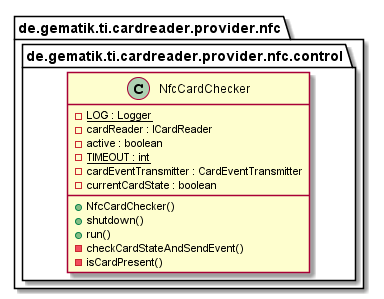 de.gematik.ti.cardreader.provider.nfc
de.gematik.ti.cardreader.provider.nfc.control
C NfcCardChecker
LOG : Logger
cardReader : ICardReader
active : boolean
TIMEOUT : int
cardEventTransmitter : CardEventTransmitter
currentCardState : boolean
NfcCardChecker()
shutdown()
run()
checkCardStateAndSendEvent()
isCardPresent()